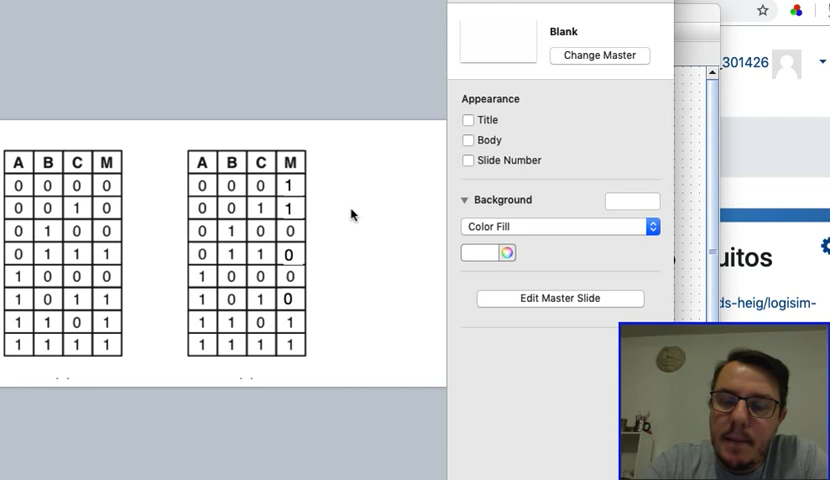 A B C M
0 0 0 0
0 0 1 0
0 1 0 0
0 1 1 1
1 0 0 0
1 0 1 1
1 1 0 1
1 1 1 1
A B C M
0 0 0 1
0 0 1 1
0 1 0 0
0 1 1 0
1 0 0 0
1 0 1 0
1 1 0 1
1 1 1 1
Blank
Change Master
Appearance
Title
Body
Slide Number
Background
Color Fill
Edit Master Slide
_301426
uitos
ds-heig/logisim-